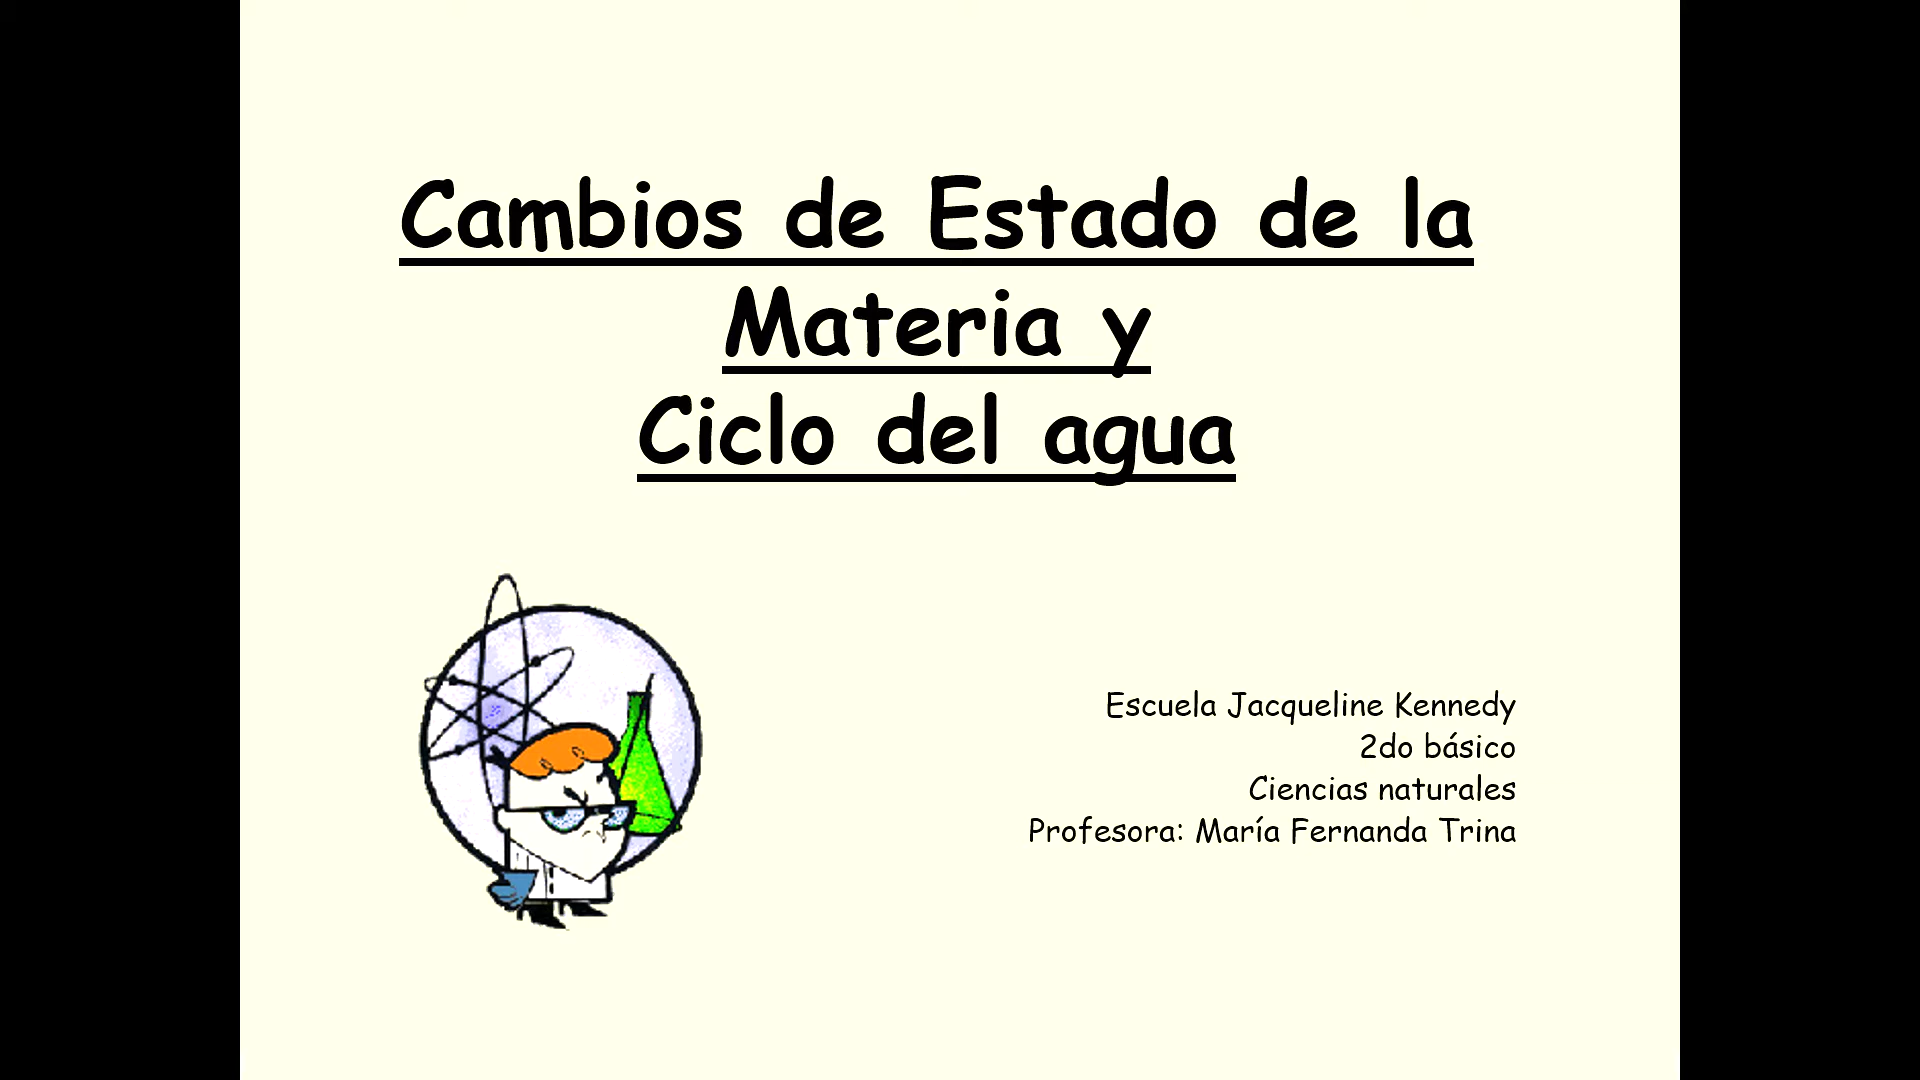 Cambios de Estado de la
Materia y
Ciclo del agua
Escuela Jacqueline Kennedy
2do básico
Ciencias naturales
Profesora: María Fernanda Trina